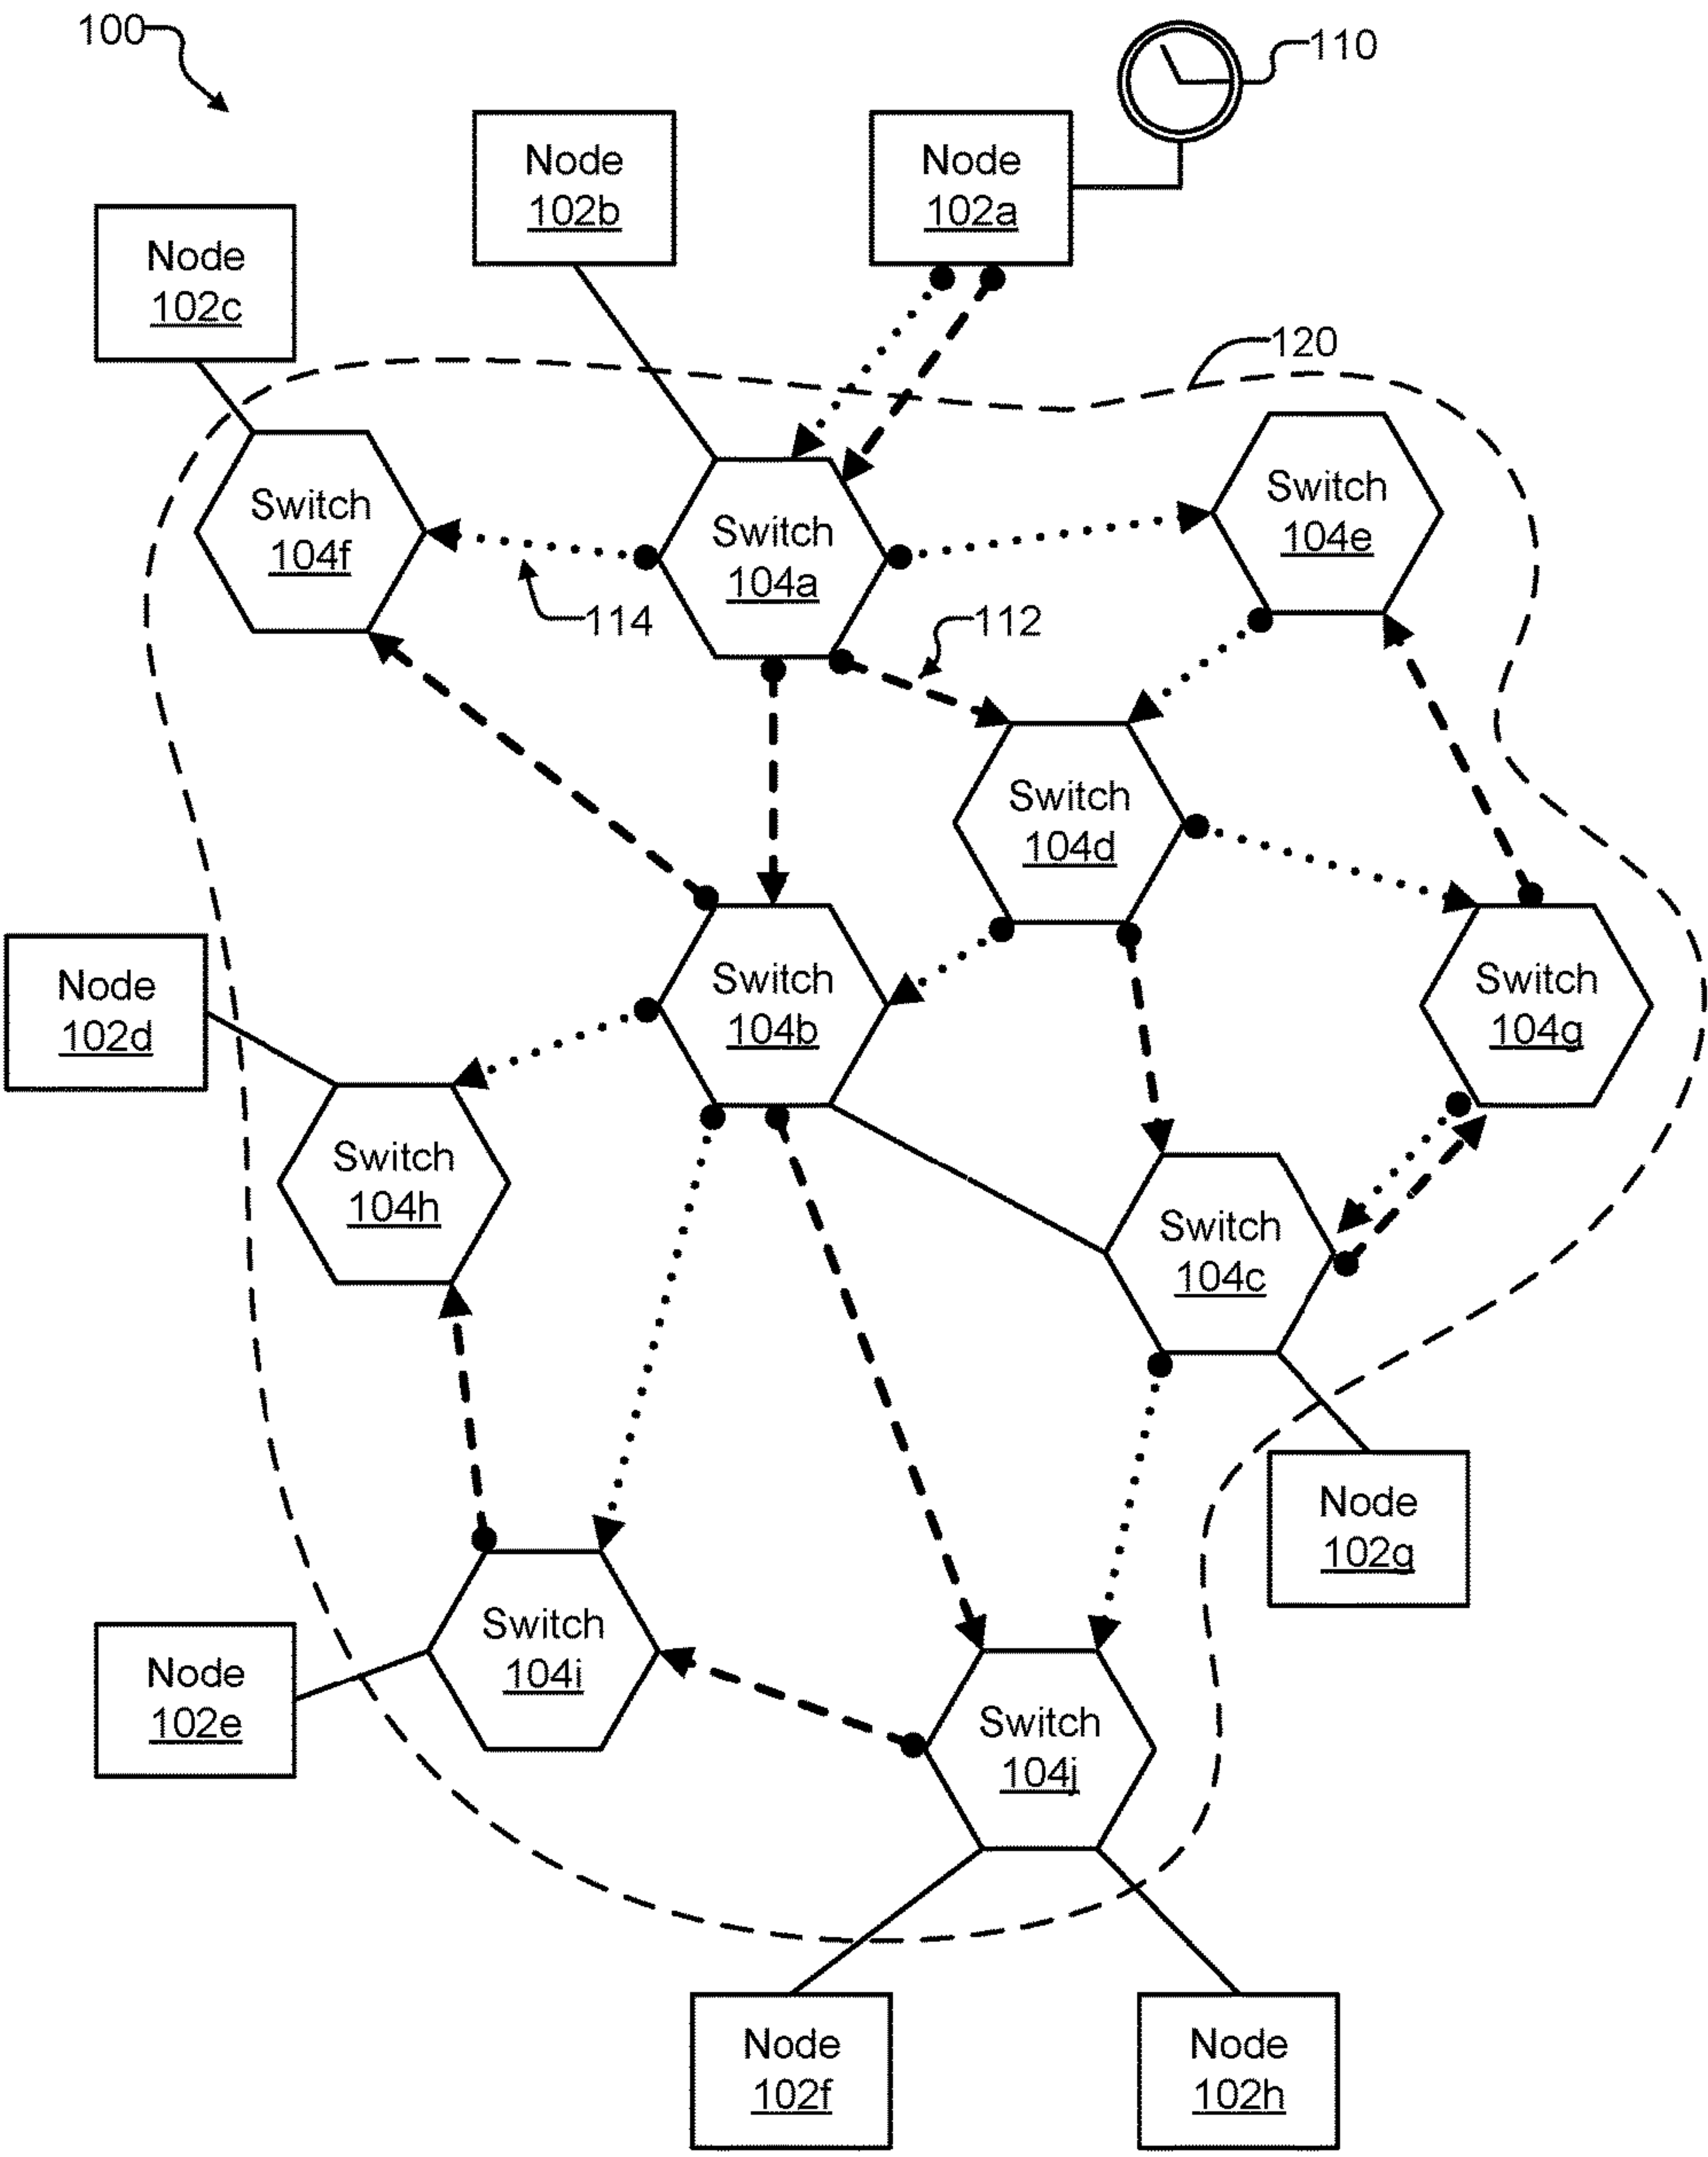 100
110
Node
102b
Node
102a
Node
102c
120
Switch
104f
Switch
104a
Switch
104e
114
112
Switch
104d
Node
102d
Switch
104b
Switch
104g
Switch
104h
Switch
104c
Node
102g
Switch
104i
Node
102e
Switch
104j
Node
102f
Node
102h